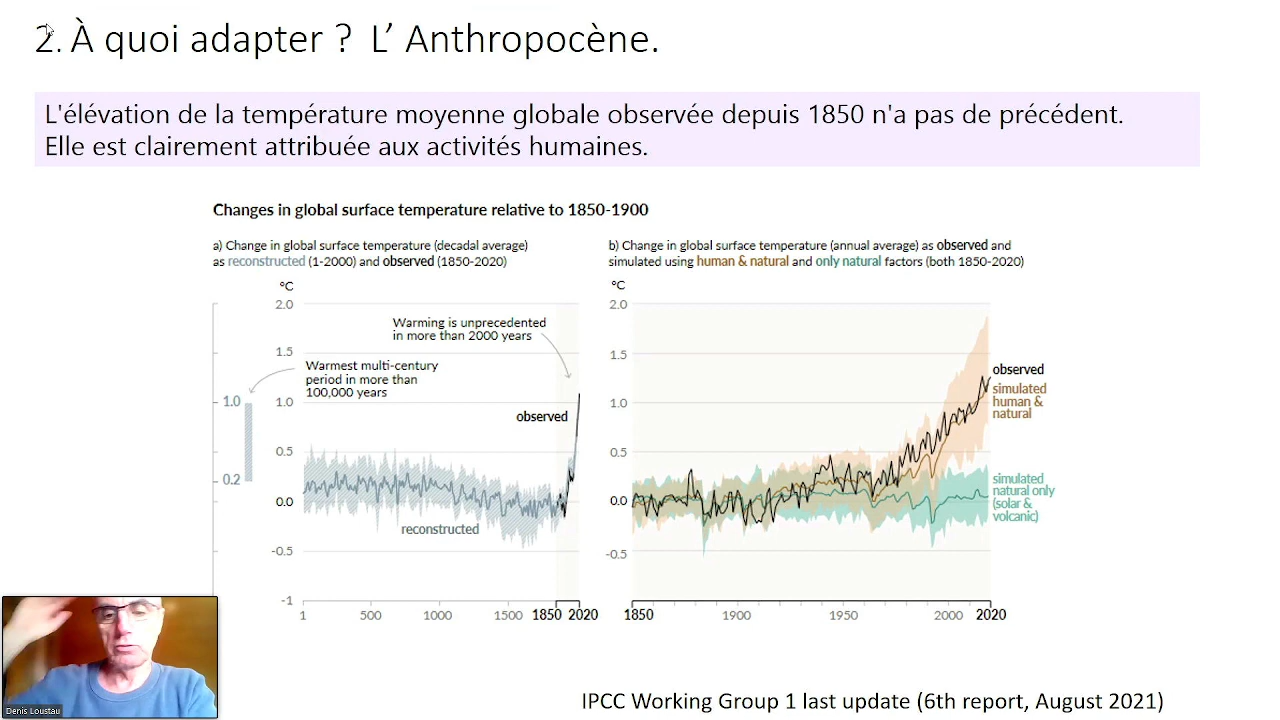 2. À quoi adapter ? L’ Anthropocène.
L'élévation de la température moyenne globale observée depuis 1850 n'a pas de précédent.
Elle est clairement attribuée aux activités humaines.
Changes in global surface temperature relative to 1850-1900
a) Change in global surface temperature (decadal average)
as reconstructed (1-2000) and observed (1850-2020)
b) Change in global surface temperature (annual average) as observed and
simulated using human & natural and only natural factors (both 1850-2020)
ºC
2.0
1.5
1.0
0.5
0.0
-0.5
-1
1.0
0.2
Warming is unprecedented
in more than 2000 years
Warmest multi-century
period in more than
100,000 years
observed
reconstructed
1 500 1000 1500 1850 2020
ºC
2.0
1.5
1.0
0.5
0.0
-0.5
observed
simulated
human &
natural
simulated
natural only
(solar &
volcanic)
1850 1900 1950 2000 2020
Denis Loustau
IPCC Working Group 1 last update (6th report, August 2021)